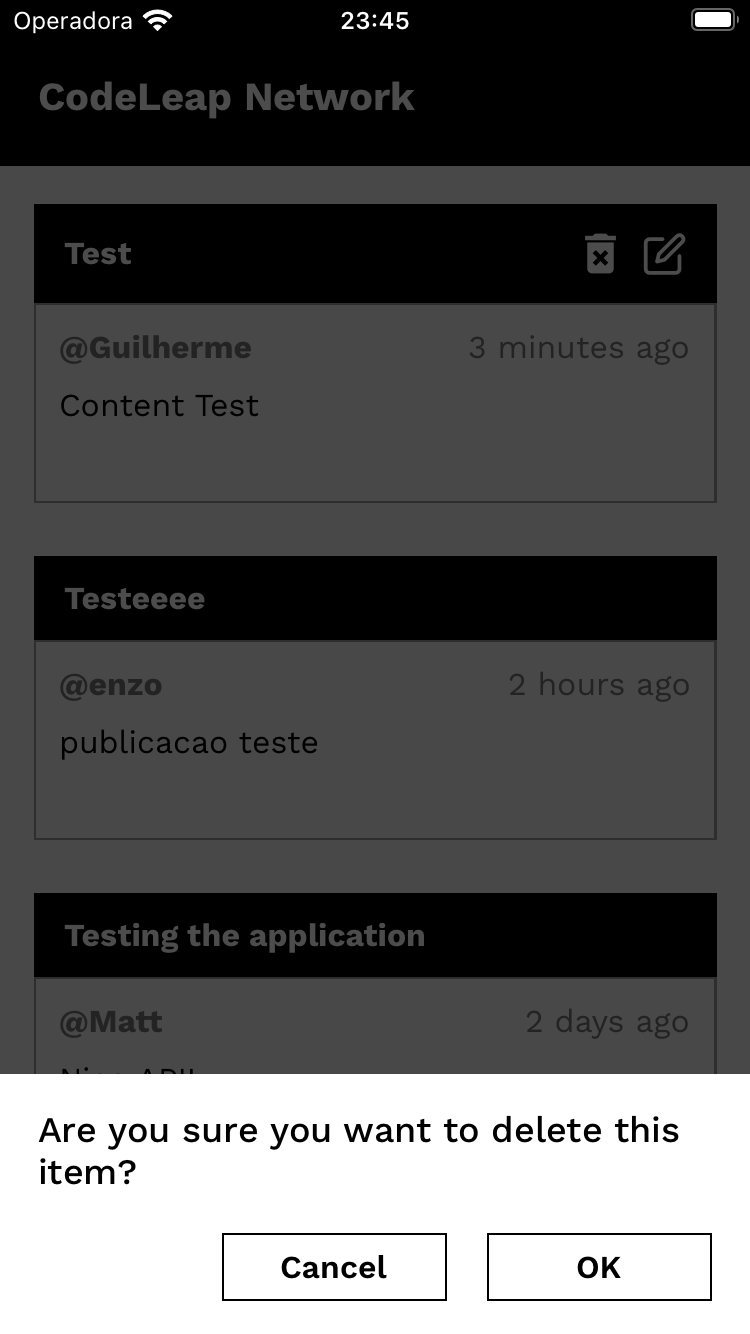 Operadora 23:45
CodeLeap Network
Test
@Guilherme 3 minutes ago
Content Test
Testeeee
@enzo 2 hours ago
publicacao teste
Testing the application
@Matt 2 days ago
Are you sure you want to delete this
item?
Cancel OK